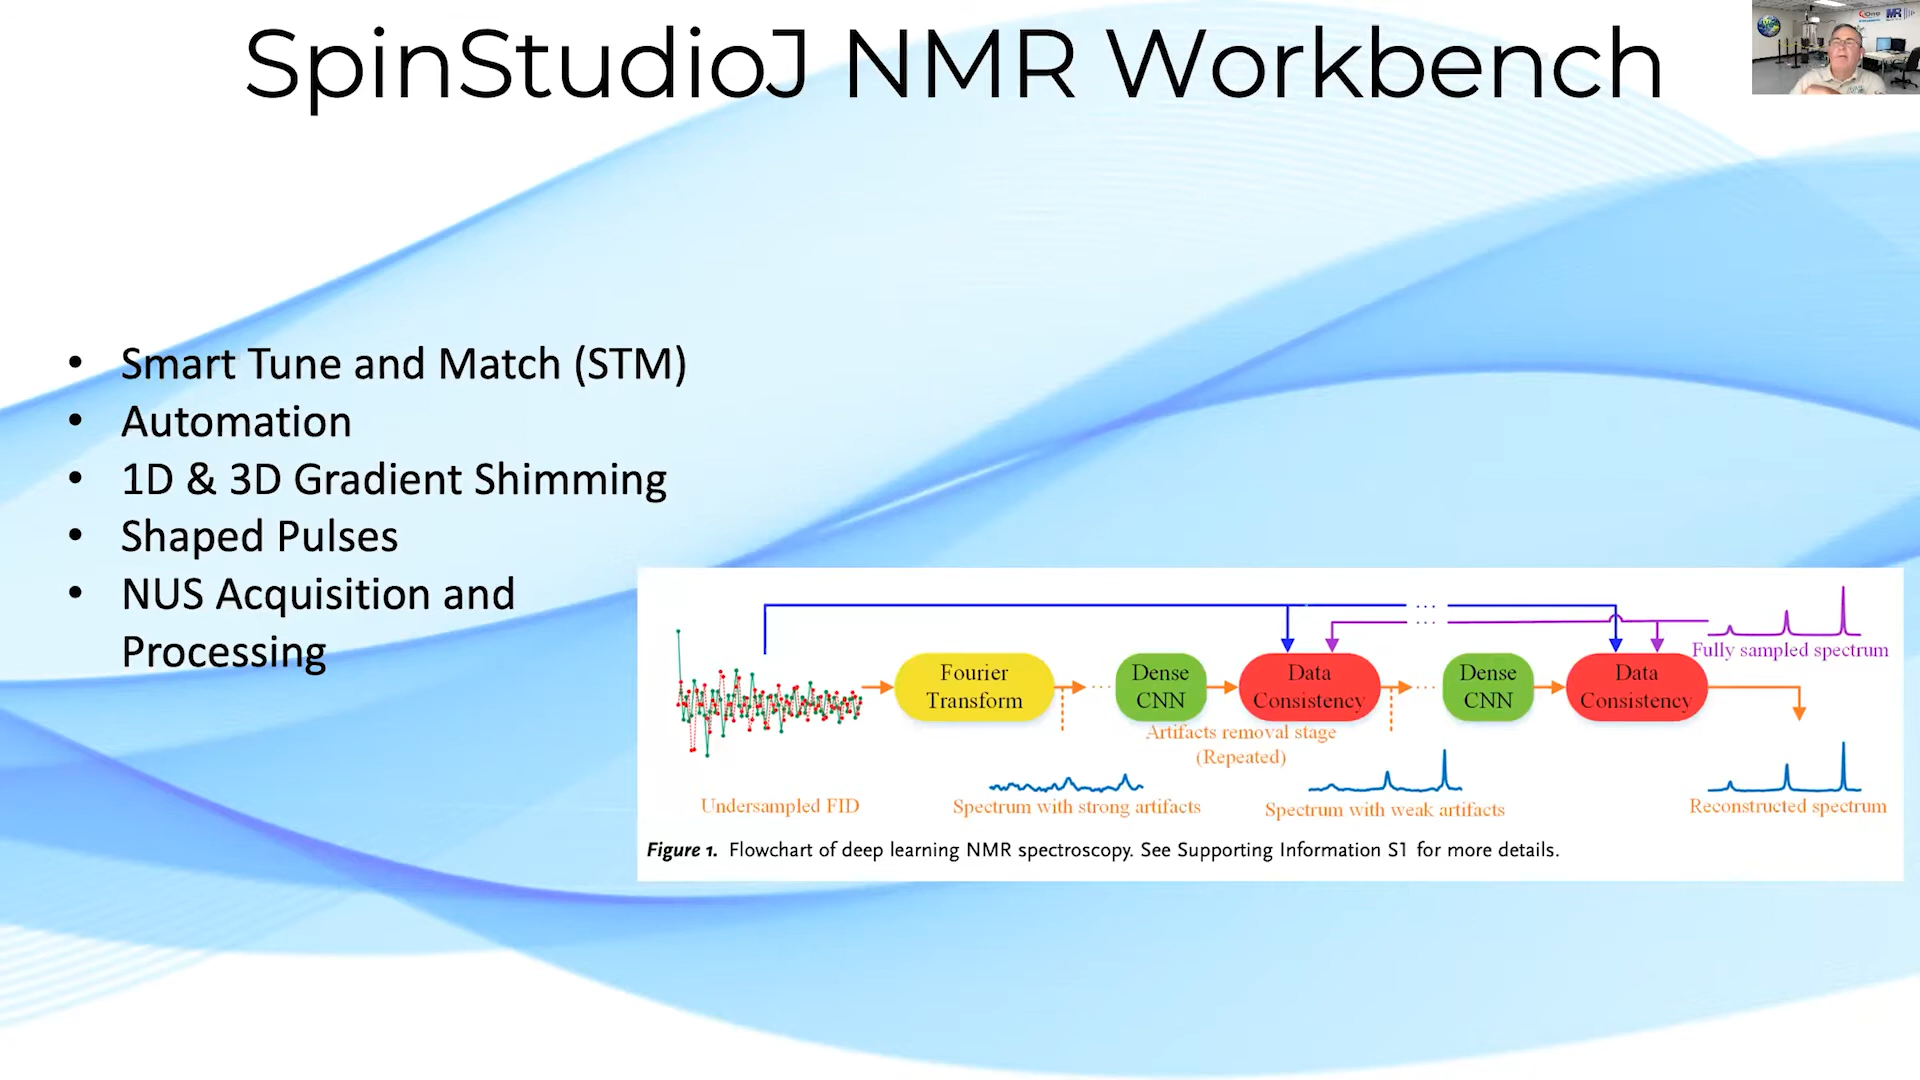 SpinStudioJ NMR Workbench
• Smart Tune and Match (STM)
• Automation
• 1D & 3D Gradient Shimming
• Shaped Pulses
• NUS Acquisition and
Processing
Fully sampled spectrum
Fourier
Transform
Dense
CNN
Data
Consistency
Dense
CNN
Data
Consistency
Artifacts removal stage
(Repeated)
Undersampled FID
Spectrum with strong artifacts
Spectrum with weak artifacts
Reconstructed spectrum
Figure 1. Flowchart of deep learning NMR spectroscopy. See Supporting Information S1 for more details.